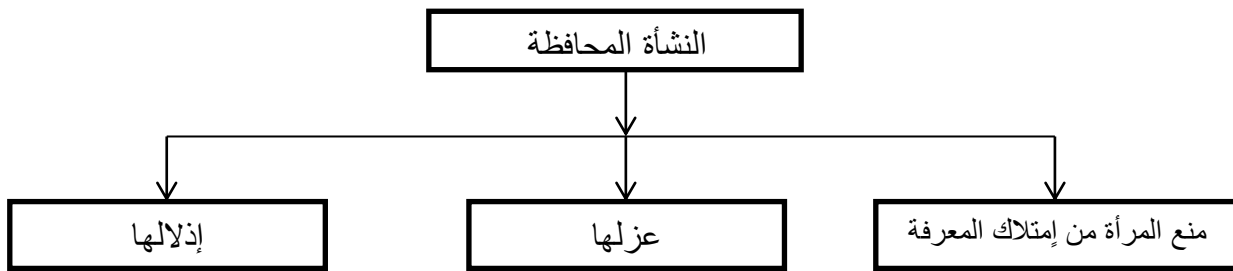 النشأة المحافظة
منع المرأة من إمتلاك المعرفة
عزلها
إذلالها